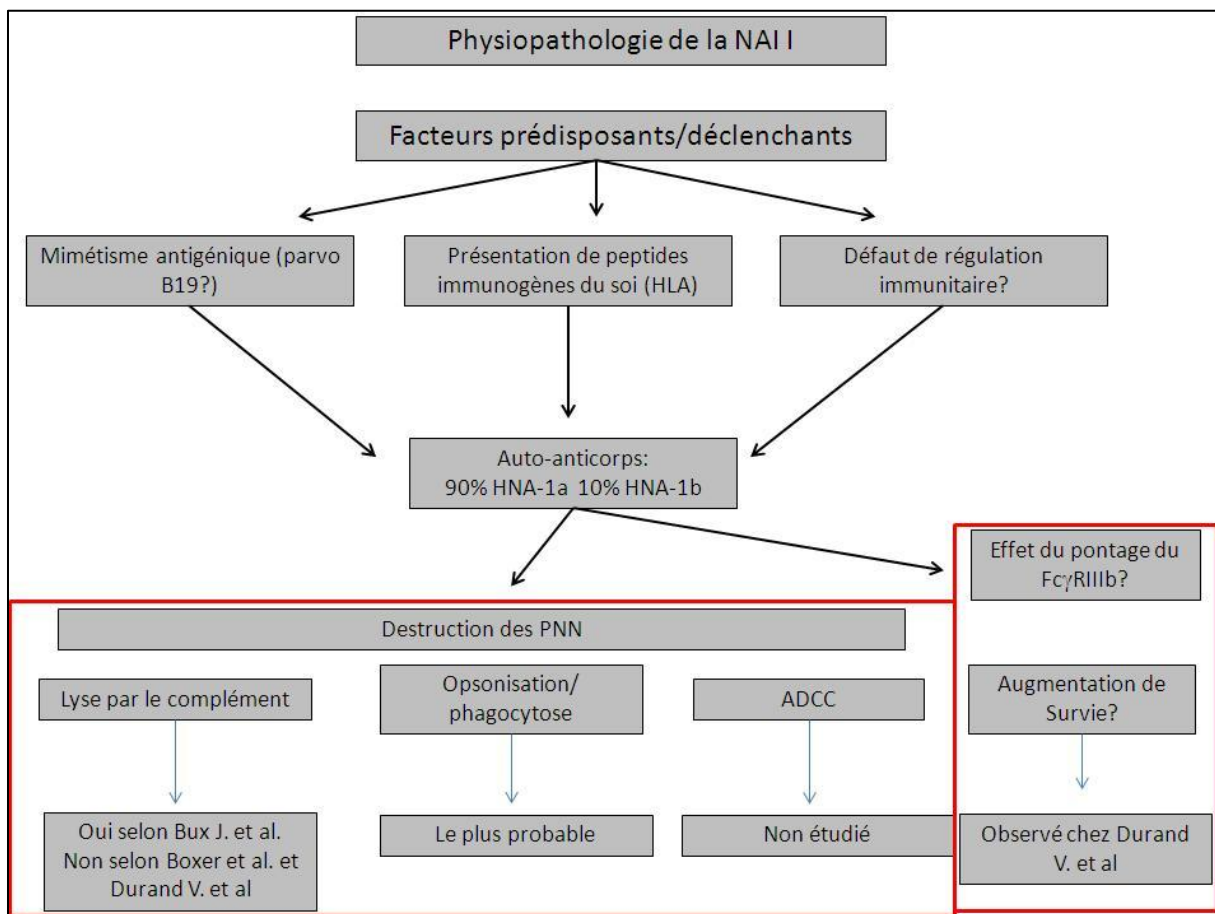 Physiopathologie de la NAI I
Facteurs prédisposants/déclenchants
Mimétisme antigénique (parvo
B19?)
Présentation de peptides
immunogènes du soi (HLA)
Défaut de régulation
immunitaire?
Auto-anticorps:
90% HNA-1a 10% HNA-1b
Effet du pontage du
FcγRIIIb?
Destruction des PNN
Lyse par le complément
Opsonisation/
phagocytose
ADCC
Augmentation de
Survie?
Oui selon Bux J. et al.
Non selon Boxer et al. et
Durand V. et al
Le plus probable
Non étudié
Observé chez Durand
V. et al